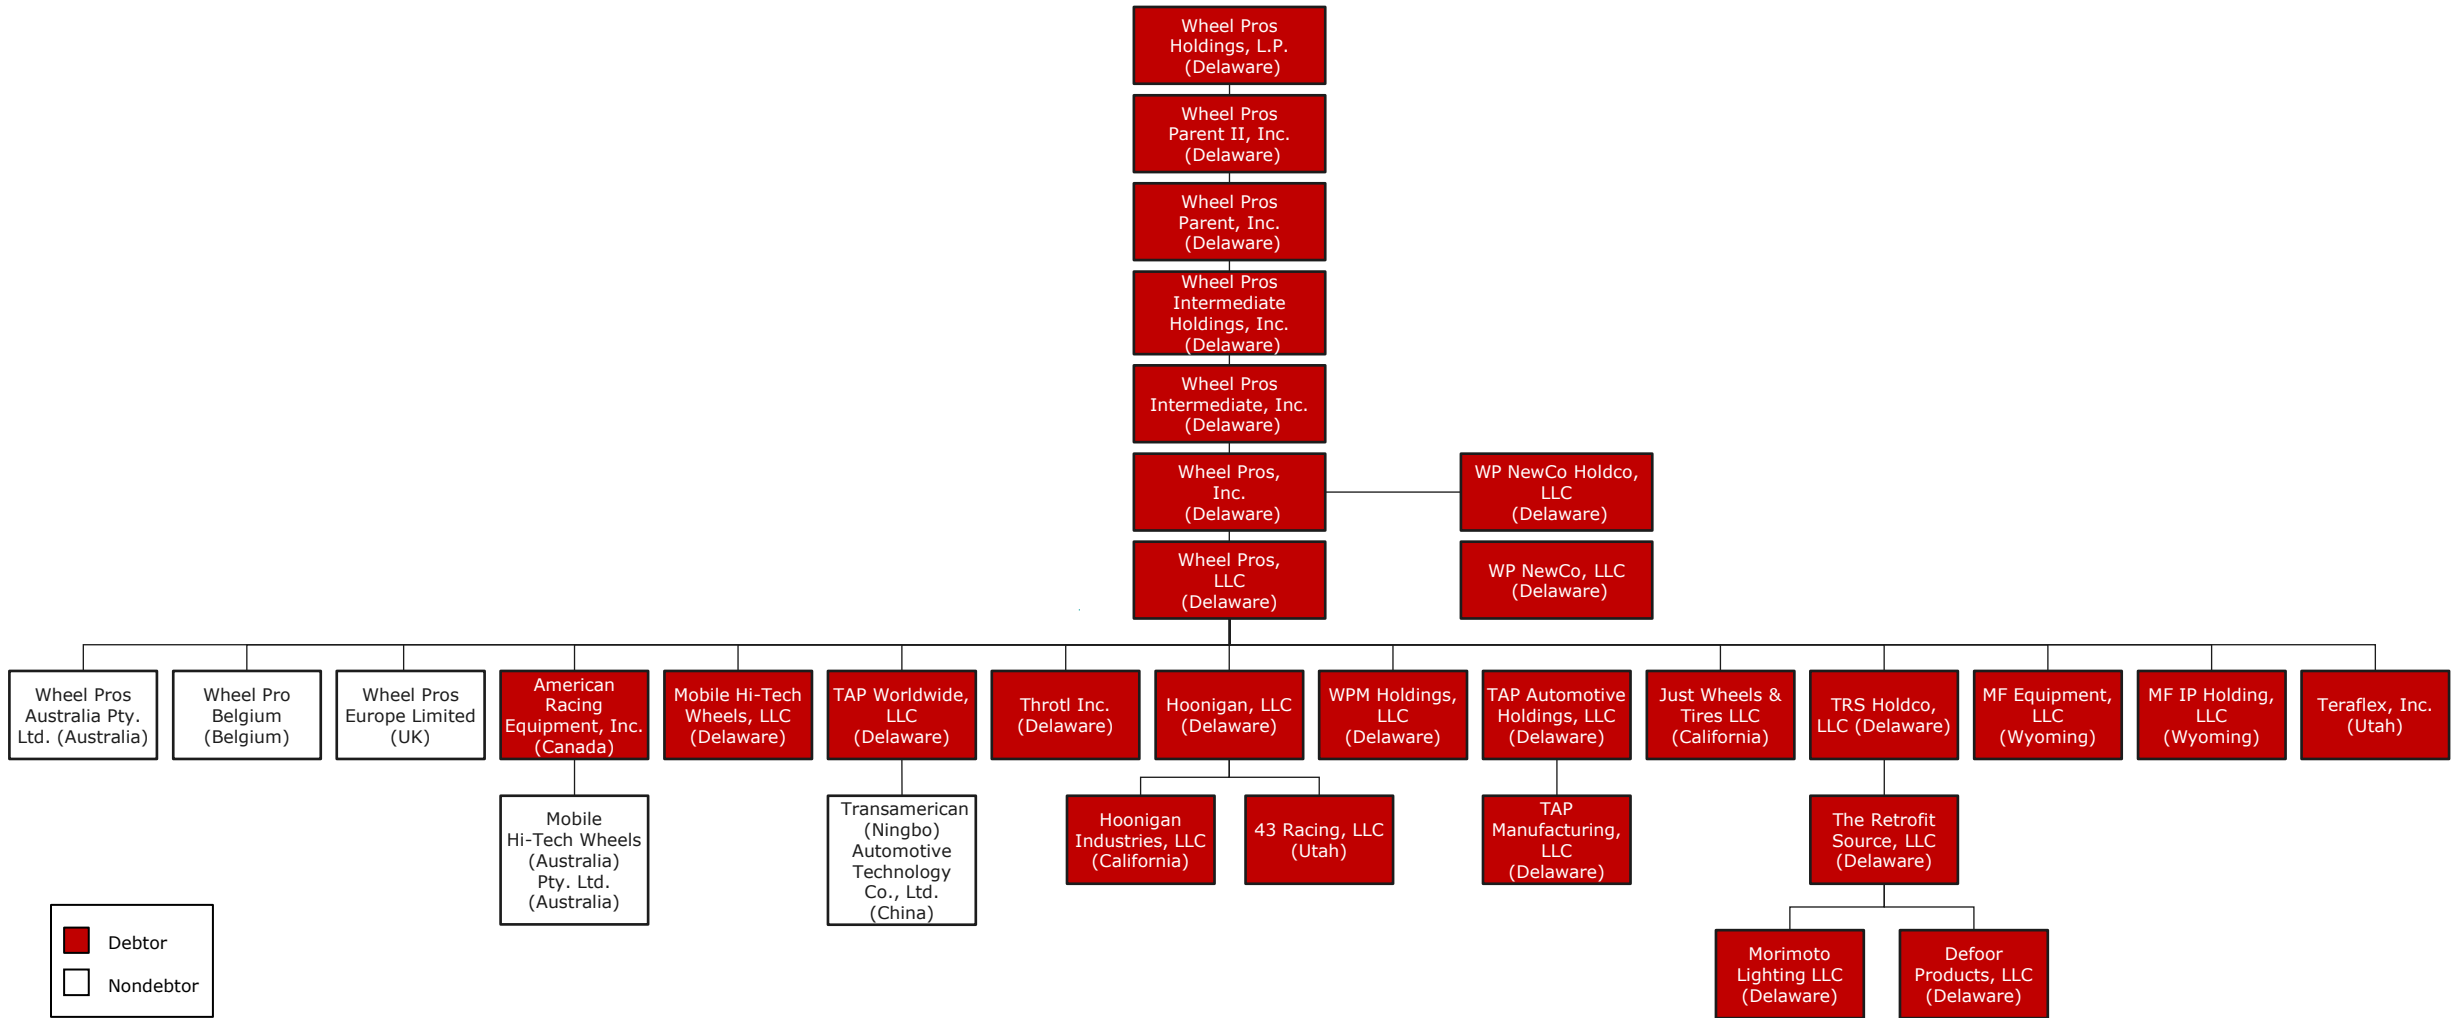 Wheel Pros
Holdings, L.P.
(Delaware)
Wheel Pros
Parent II, Inc.
(Delaware)
Wheel Pros
Parent, Inc.
(Delaware)
Wheel Pros
Intermediate
Holdings, Inc.
(Delaware)
Wheel Pros
Intermediate, Inc.
(Delaware)
Wheel Pros,
Inc.
(Delaware)
WP NewCo Holdco,
LLC
(Delaware)
Wheel Pros,
LLC
(Delaware)
WP NewCo, LLC
(Delaware)
Wheel Pros
Australia Pty.
Ltd. (Australia)
Wheel Pro
Belgium
(Belgium)
Wheel Pros
Europe Limited
(UK)
American
Racing
Equipment, Inc.
(Canada)
Mobile Hi-Tech
Wheels, LLC
(Delaware)
TAP Worldwide,
LLC
(Delaware)
Throtl Inc.
(Delaware)
Hoonigan, LLC
(Delaware)
WPM Holdings,
LLC
(Delaware)
TAP Automotive
Holdings, LLC
(Delaware)
Just Wheels &
Tires LLC
(California)
TRS Holdco,
LLC (Delaware)
MF Equipment,
LLC
(Wyoming)
MF IP Holding,
LLC
(Wyoming)
Teraflex, Inc.
(Utah)
Mobile
Hi-Tech Wheels
(Australia)
Pty. Ltd.
(Australia)
Transamerican
(Ningbo)
Automotive
Technology
Co., Ltd.
(China)
Hoonigan
Industries, LLC
(California)
43 Racing, LLC
(Utah)
TAP
Manufacturing,
LLC
(Delaware)
The Retrofit
Source, LLC
(Delaware)
Morimoto
Lighting LLC
(Delaware)
Defoor
Products, LLC
(Delaware)
Debtor
Nondebtor